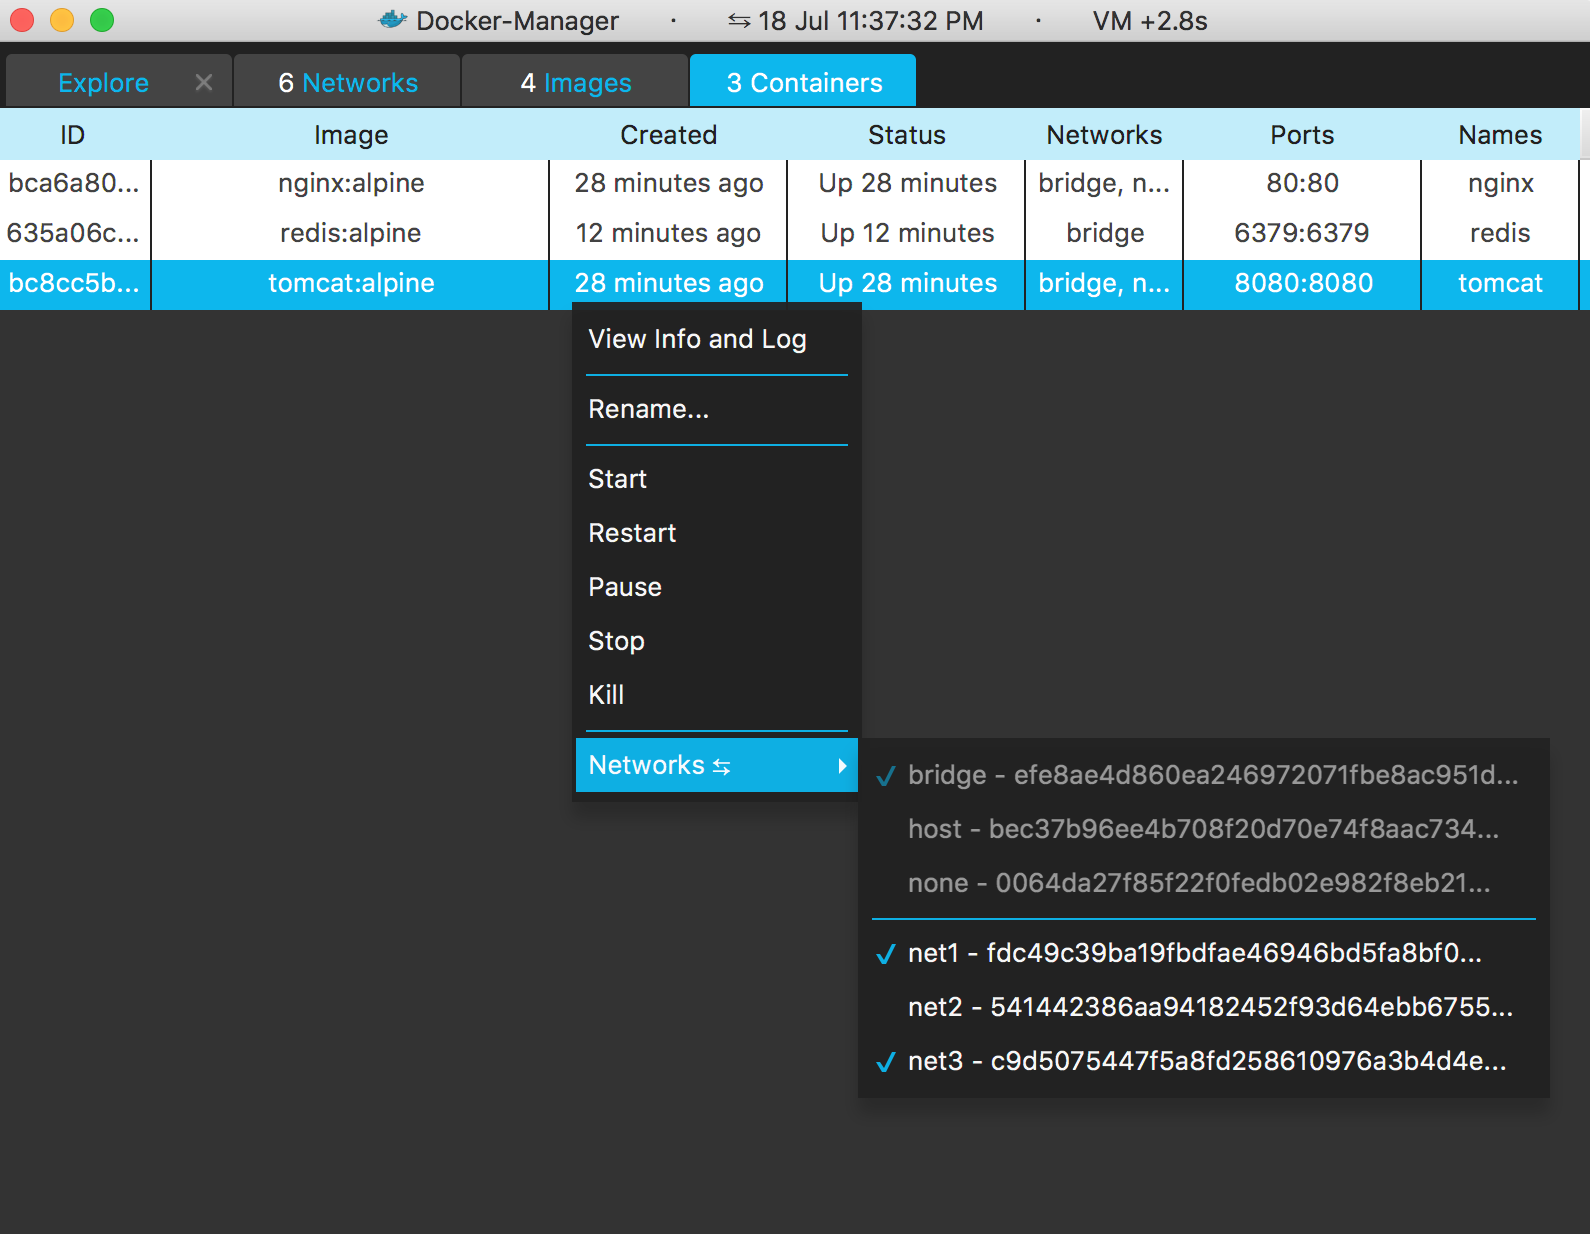 Docker-Manager · ⇆ 18 Jul 11:37:32 PM · VM +2.8s
Explore × 6 Networks 4 Images 3 Containers
ID Image Created Status Networks Ports Names
bca6a80... nginx:alpine 28 minutes ago Up 28 minutes bridge, n... 80:80 nginx
635a06c... redis:alpine 12 minutes ago Up 12 minutes bridge 6379:6379 redis
bc8cc5b... tomcat:alpine 28 minutes ago Up 28 minutes bridge, n... 8080:8080 tomcat
View Info and Log
Rename...
Start
Restart
Pause
Stop
Kill
Networks ⇆
✓ bridge - efe8ae4d860ea246972071fbe8ac951d...
host - bec37b96ee4b708f20d70e74f8aac734...
none - 0064da27f85f22f0fedb02e982f8eb21...
✓ net1 - fdc49c39ba19fbdfae46946bd5fa8bf0...
net2 - 541442386aa94182452f93d64ebb6755...
✓ net3 - c9d5075447f5a8fd258610976a3b4d4e...